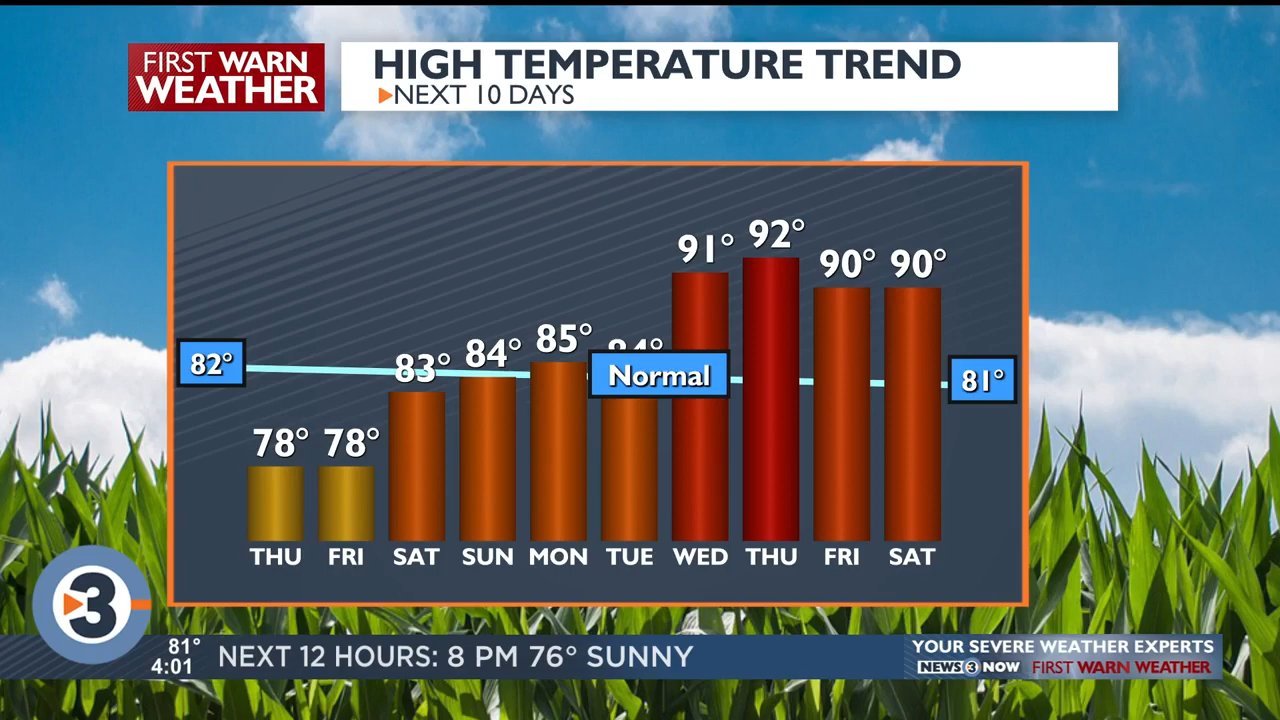 FIRST WARN
WEATHER
HIGH TEMPERATURE TREND
NEXT 10 DAYS
92°
91°
90° 90°
85°
84°
84°
83°
82°
Normal
81°
78° 78°
THU FRI SAT SUN MON TUE WED THU FRI SAT
3
81°
4:01
NEXT 12 HOURS: 8 PM 76° SUNNY
YOUR SEVERE WEATHER EXPERTS
NEWS 3 NOW FIRST WARN WEATHER